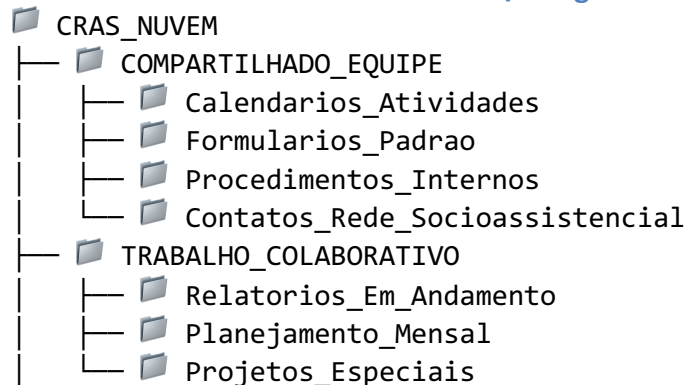 CRAS_NUVEM
├── COMPARTILHADO_EQUIPE
│   ├── Calendarios_Atividades
│   ├── Formularios_Padrao
│   ├── Procedimentos_Internos
│   └── Contatos_Rede_Socioassistencial
├── TRABALHO_COLABORATIVO
│   ├── Relatorios_Em_Andamento
│   ├── Planejamento_Mensal
│   └── Projetos_Especiais